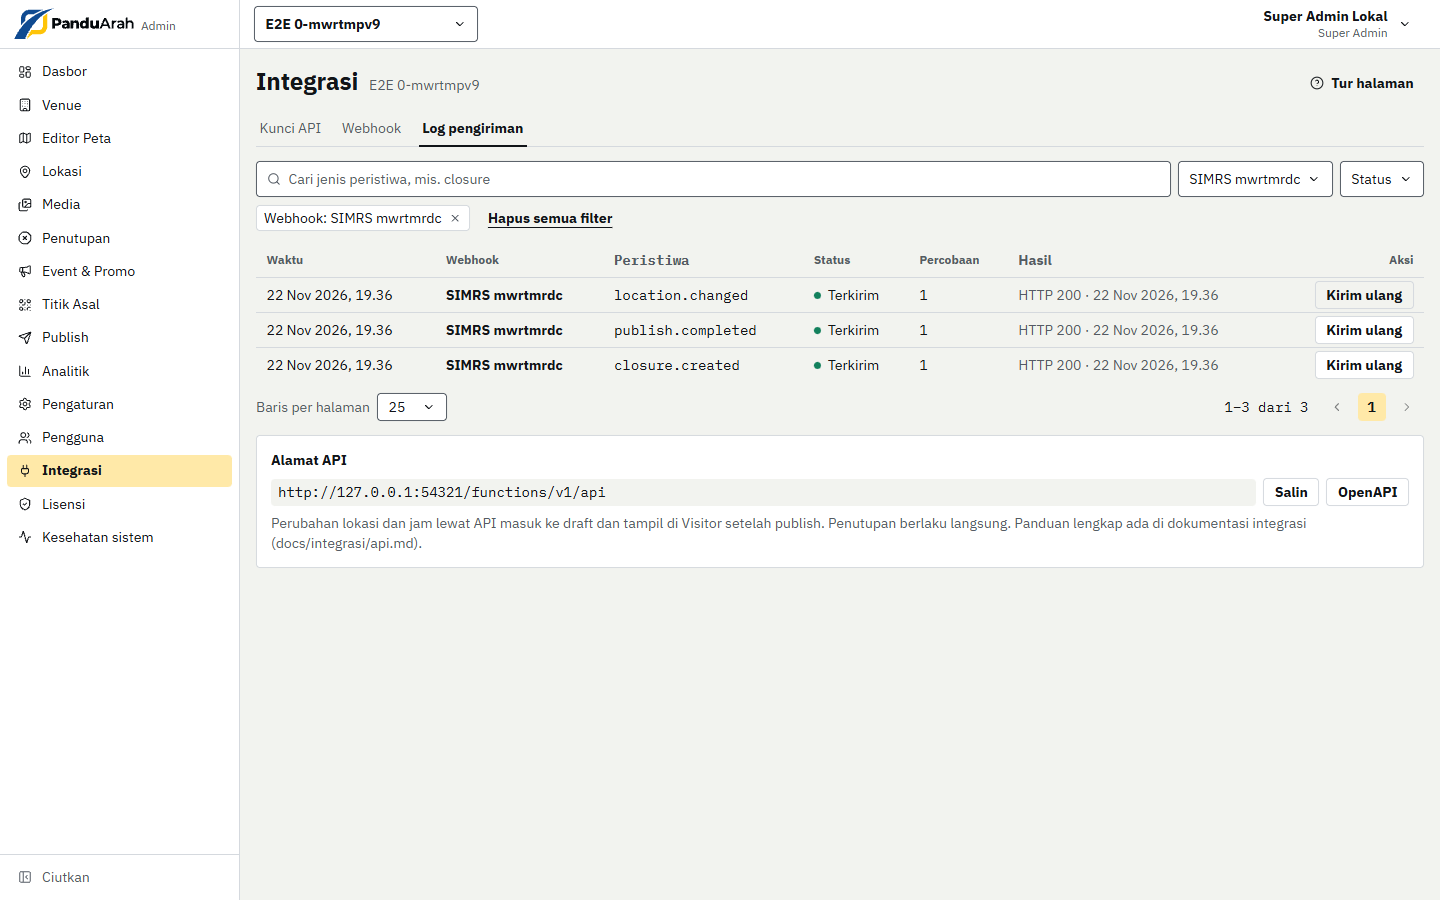 PanduArah Admin
E2E 0-mwrtmpv9
Super Admin Lokal
Super Admin
Dasbor
Venue
Editor Peta
Lokasi
Media
Penutupan
Event & Promo
Titik Asal
Publish
Analitik
Pengaturan
Pengguna
Integrasi
Lisensi
Kesehatan sistem
Ciutkan
Integrasi E2E 0-mwrtmpv9
Tur halaman
Kunci API Webhook Log pengiriman
Cari jenis peristiwa, mis. closure
SIMRS mwrtmrdc
Status
Webhook: SIMRS mwrtmrdc ×
Hapus semua filter
Waktu Webhook Peristiwa Status Percobaan Hasil Aksi
22 Nov 2026, 19.36 SIMRS mwrtmrdc location.changed Terkirim 1 HTTP 200 · 22 Nov 2026, 19.36 Kirim ulang
22 Nov 2026, 19.36 SIMRS mwrtmrdc publish.completed Terkirim 1 HTTP 200 · 22 Nov 2026, 19.36 Kirim ulang
22 Nov 2026, 19.36 SIMRS mwrtmrdc closure.created Terkirim 1 HTTP 200 · 22 Nov 2026, 19.36 Kirim ulang
Baris per halaman 25
1–3 dari 3
1
Alamat API
http://127.0.0.1:54321/functions/v1/api
Salin
OpenAPI
Perubahan lokasi dan jam lewat API masuk ke draft dan tampil di Visitor setelah publish. Penutupan berlaku langsung. Panduan lengkap ada di dokumentasi integrasi
(docs/integrasi/api.md).